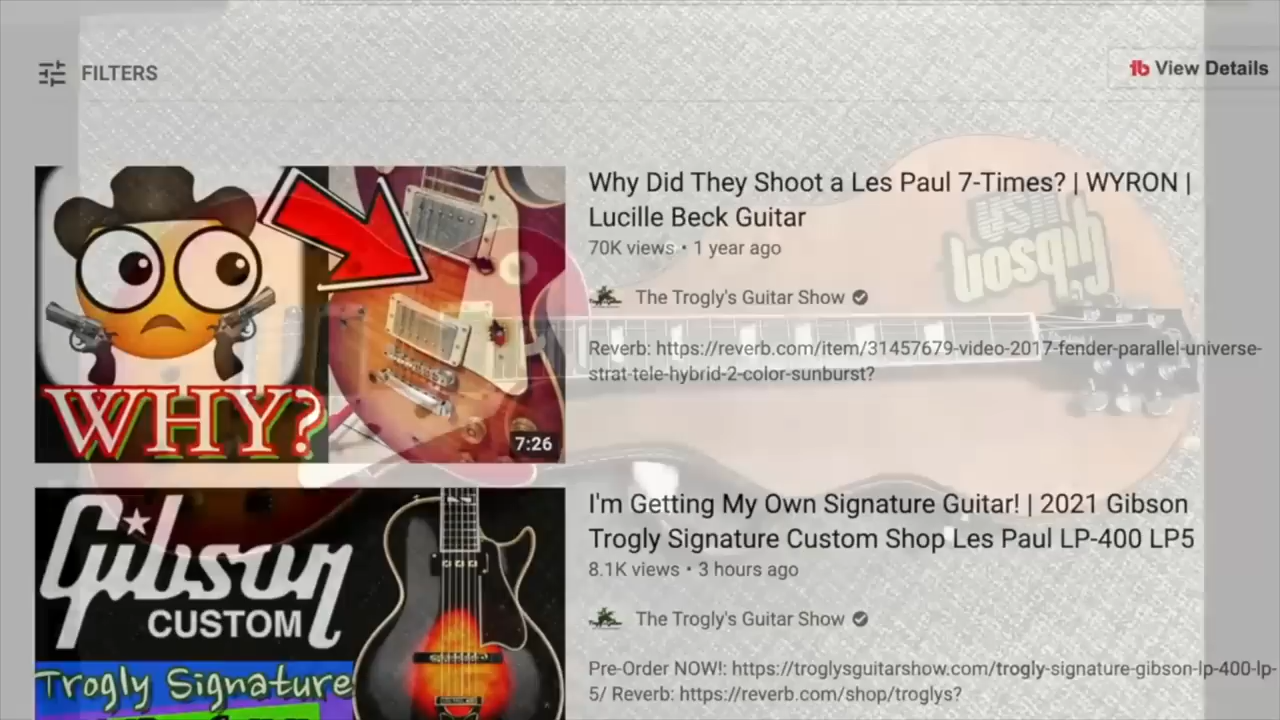 FILTERS
View Details
Why Did They Shoot a Les Paul 7-Times? | WYRON |
Lucille Beck Guitar
70K views • 1 year ago
The Trogly's Guitar Show
Reverb: https://reverb.com/item/31457679-video-2017-fender-parallel-universe-
strat-tele-hybrid-2-color-sunburst?
WHY?
7:26
Gibson
USA
I'm Getting My Own Signature Guitar! | 2021 Gibson
Trogly Signature Custom Shop Les Paul LP-400 LP5
8.1K views • 3 hours ago
The Trogly's Guitar Show
Pre-Order NOW!: https://troglysguitarshow.com/trogly-signature-gibson-lp-400-lp-
5/ Reverb: https://reverb.com/shop/troglys?
Gibson
CUSTOM
Trogly Signature